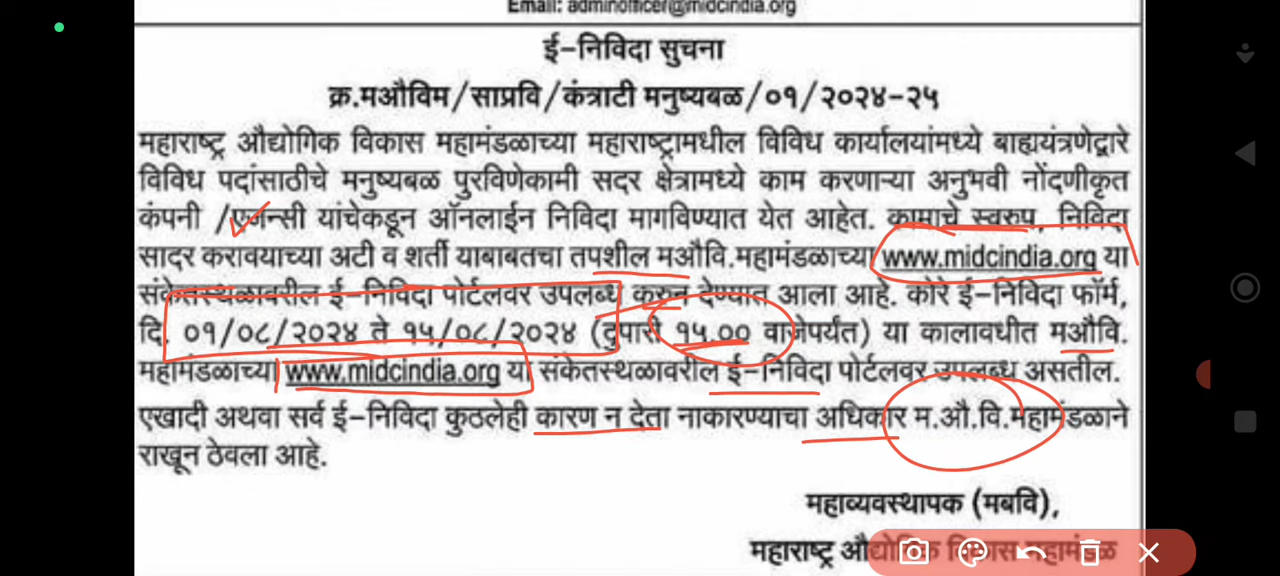 Email: adminofficer@midcindia.org
ई-निविदा सुचना
क्र.मऔविम/साप्रवि/कंत्राटी मनुष्यबळ/०१/२०२४-२५
महाराष्ट्र औद्योगिक विकास महामंडळाच्या महाराष्ट्रामधील विविध कार्यालयांमध्ये बाह्ययंत्रणेद्वारे
विविध पदांसाठीचे मनुष्यबळ पुरविणेकामी सदर क्षेत्रामध्ये काम करणाऱ्या अनुभवी नोंदणीकृत
कंपनी /एजन्सी यांचेकडून ऑनलाईन निविदा मागविण्यात येत आहेत. कामाचे स्वरुप, निविदा
सादर करावयाच्या अटी व शर्ती याबाबतचा तपशील मऔवि.महामंडळाच्या www.midcindia.org या
संकेतस्थळावरील ई-निविदा पोर्टलवर उपलब्ध करुन देण्यात आला आहे. कोरे ई-निविदा फॉर्म,
दि. ०१/०८/२०२४ ते १५/०८/२०२४ (दुपारी १५.०० वाजेपर्यंत) या कालावधीत मऔवि.
महामंडळाच्या www.midcindia.org या संकेतस्थळावरील ई-निविदा पोर्टलवर उपलब्ध असतील.
एखादी अथवा सर्व ई-निविदा कुठलेही कारण न देता नाकारण्याचा अधिकार म.औ.वि.महामंडळाने
राखून ठेवला आहे.
महाव्यवस्थापक (मबवि),
महाराष्ट्र औद्योगिक विकास महामंडळ